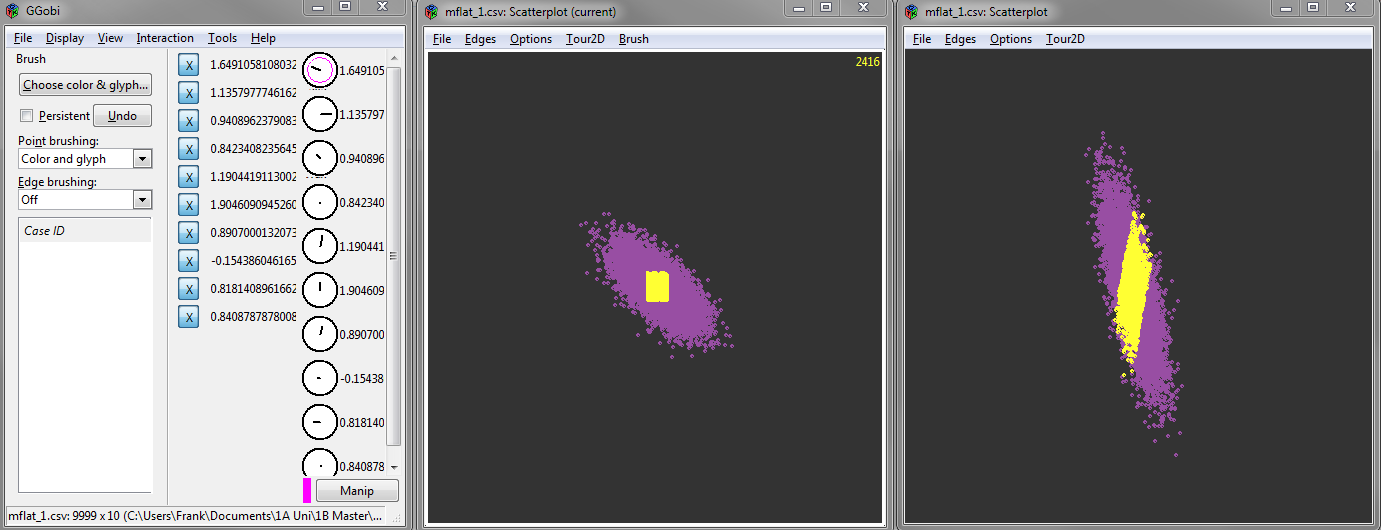 GGobi
File Display View Interaction Tools Help
Brush
Choose color & glyph...
Persistent Undo
Point brushing:
Color and glyph
Edge brushing:
Off
Case ID
X 1.6491058108032
X 1.1357977746162
X 0.9408962379083
X 0.8423408235645
X 1.1904419113002
X 1.9046090945260
X 0.8907000132073
X -0.154386046165
X 0.8181408961662
X 0.8408787878008
1.649105
1.135797
0.940896
0.842340
1.190441
1.904609
0.890700
-0.15438
0.818140
0.840878
Manip
mflat_1.csv: 9999 x 10 (C:\Users\Frank\Documents\1A Uni\1B Master\...
mflat_1.csv: Scatterplot (current)
File Edges Options Tour2D Brush
2416
mflat_1.csv: Scatterplot
File Edges Options Tour2D